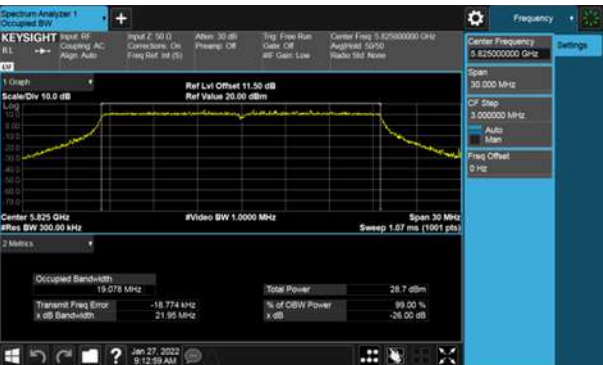 Spectrum Analyzer 1
Occupied BW
+
Frequency
KEYSIGHT
RL
Input: RF
Coupling: AC
Align: Auto
Input Z: 50 Ω
Corrections: On
Freq Ref: Int (S)
Atten: 30 dB
Preamp: Off
Trig: Free Run
Gate: Off
#IF Gain: Low
Center Freq: 5.825000000 GHz
Avg|Hold: 50/50
Radio Std: None
Center Frequency
5.825000000 GHz
Settings
Span
30.000 MHz
CF Step
3.000000 MHz
Auto
Man
Freq Offset
0 Hz
1 Graph
Scale/Div 10.0 dB
Ref Lvl Offset 11.50 dB
Ref Value 20.00 dBm
Log
10.0
0.00
-10.0
-20.0
-30.0
-40.0
-50.0
-60.0
-70.0
Center 5.825 GHz
#Video BW 1.0000 MHz
Span 30 MHz
#Res BW 300.00 kHz
Sweep 1.07 ms (1001 pts)
2 Metrics
Occupied Bandwidth
19.078 MHz
Total Power 28.7 dBm
Transmit Freq Error -18.774 kHz
% of OBW Power 99.00 %
x dB Bandwidth 21.95 MHz
x dB -26.00 dB
?
Jan 27, 2022
9:12:59 AM